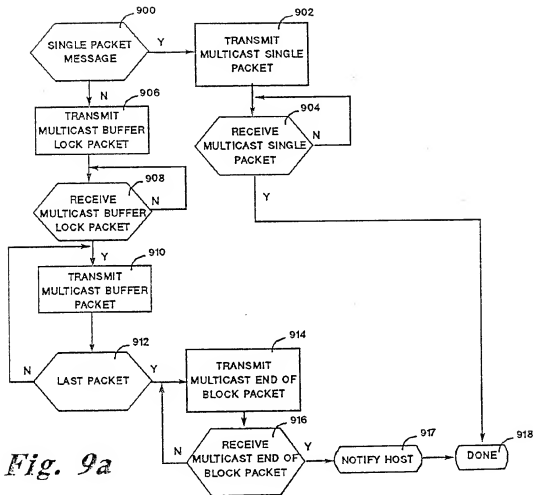 900
SINGLE PACKET
MESSAGE
Y
902
TRANSMIT
MULTICAST SINGLE
PACKET
N
906
TRANSMIT
MULTICAST BUFFER
LOCK PACKET
904
RECEIVE
MULTICAST SINGLE
PACKET
N
Y
908
RECEIVE
MULTICAST BUFFER
LOCK PACKET
N
Y
910
TRANSMIT
MULTICAST BUFFER
PACKET
912
N
LAST PACKET
Y
914
TRANSMIT
MULTICAST END OF
BLOCK PACKET
916
N
RECEIVE
MULTICAST END OF
BLOCK PACKET
Y
917
NOTIFY HOST
DONE
918
Fig. 9a